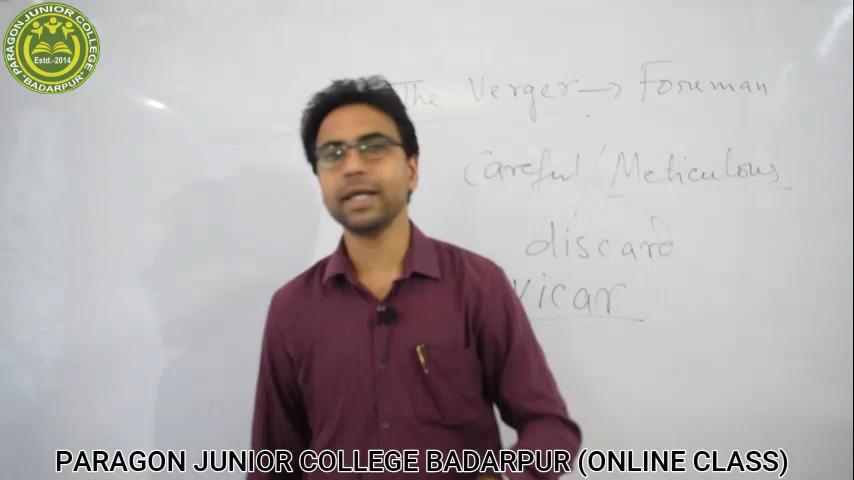 PARAGON JUNIOR COLLEGE
Estd.-2014
"BADARPUR"
The Verger → Foreman
Careful / Meticulous
discard
vicar
PARAGON JUNIOR COLLEGE BADARPUR (ONLINE CLASS)